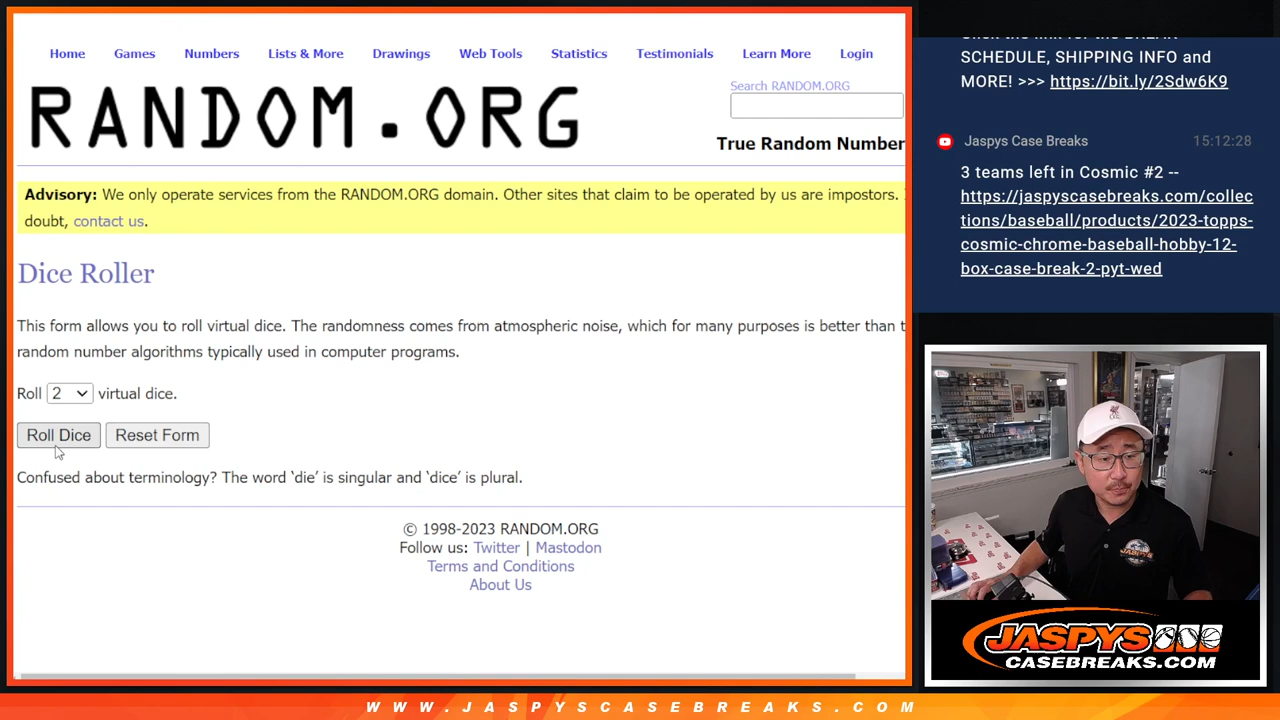 Home Games Numbers Lists & More Drawings Web Tools Statistics Testimonials Learn More Login
RANDOM.ORG
Search RANDOM.ORG
True Random Number
Advisory: We only operate services from the RANDOM.ORG domain. Other sites that claim to be operated by us are impostors.
doubt, contact us.
Dice Roller
This form allows you to roll virtual dice. The randomness comes from atmospheric noise, which for many purposes is better than t
random number algorithms typically used in computer programs.
Roll 2 virtual dice.
Roll Dice Reset Form
Confused about terminology? The word ‘die’ is singular and ‘dice’ is plural.
© 1998-2023 RANDOM.ORG
Follow us: Twitter | Mastodon
Terms and Conditions
About Us
SCHEDULE, SHIPPING INFO and
MORE! >>> https://bit.ly/2Sdw6K9
Jaspys Case Breaks 15:12:28
3 teams left in Cosmic #2 --
https://jaspyscasebreaks.com/collec
tions/baseball/products/2023-topps-
cosmic-chrome-baseball-hobby-12-
box-case-break-2-pyt-wed
JASPYS
JASPYS
CASEBREAKS.COM
WWW.JASPYSCASEBREAKS.COM